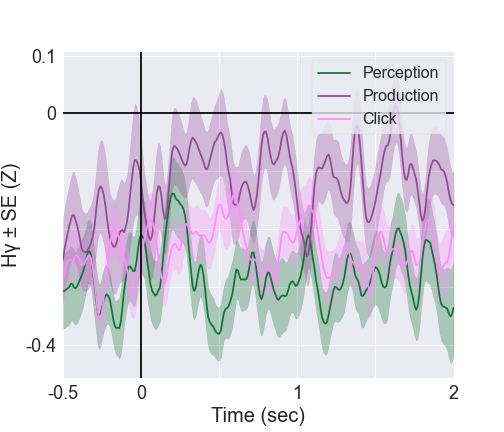 0.1
Perception
Production
Click
0
Hγ ± SE (Z)
-0.4
-0.5 0 1 2
Time (sec)